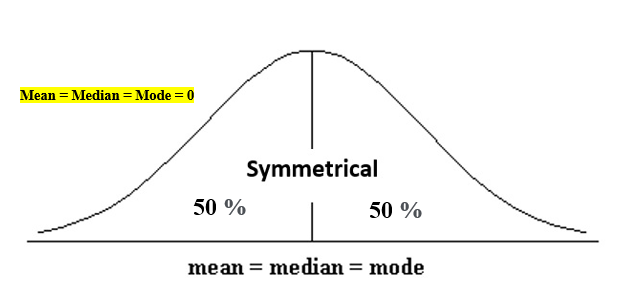 Mean = Median = Mode = 0
Symmetrical
50 % 50 %
mean = median = mode